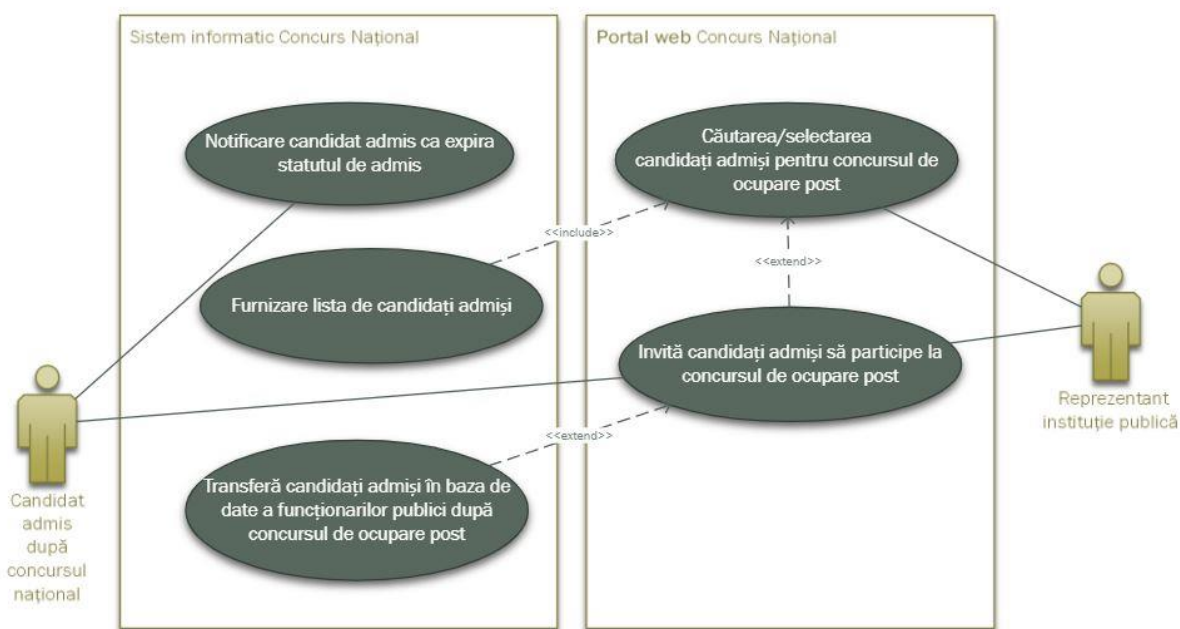 Sistem informatic Concurs Național
Portal web Concurs Național
Notificare candidat admis ca expira
statutul de admis
Căutarea/selectarea
candidați admiși pentru concursul de
ocupare post
<<include>>
<<extend>>
Furnizare lista de candidați admiși
Invită candidați admiși să participe la
concursul de ocupare post
Reprezentant
instituție publică
<<extend>>
Transferă candidați admiși în baza de
date a funcționarilor publici după
concursul de ocupare post
Candidat
admis
după
concursul
național